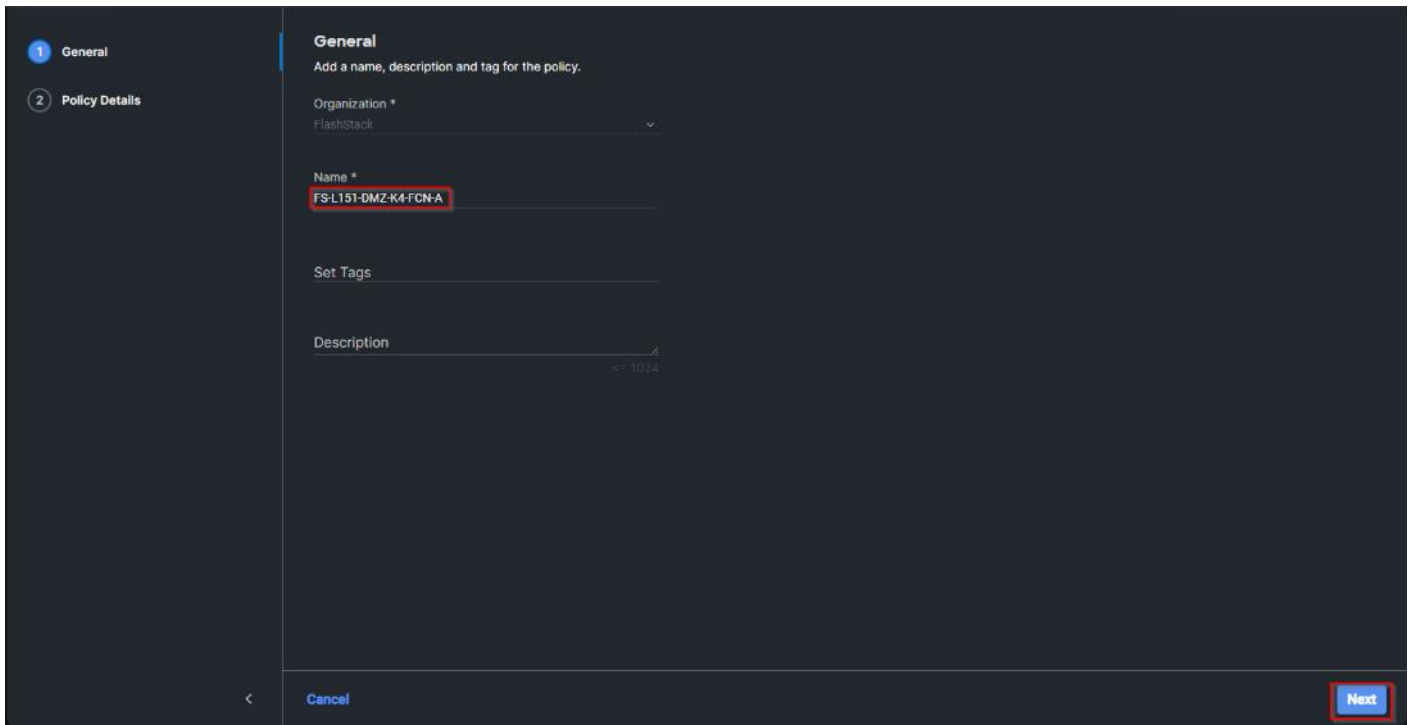 1 General
2 Policy Details
General
Add a name, description and tag for the policy.
Organization *
FlashStack
Name *
FS-L151-DMZ-K4-FCN-A
Set Tags
Description
<= 1024
Cancel
Next